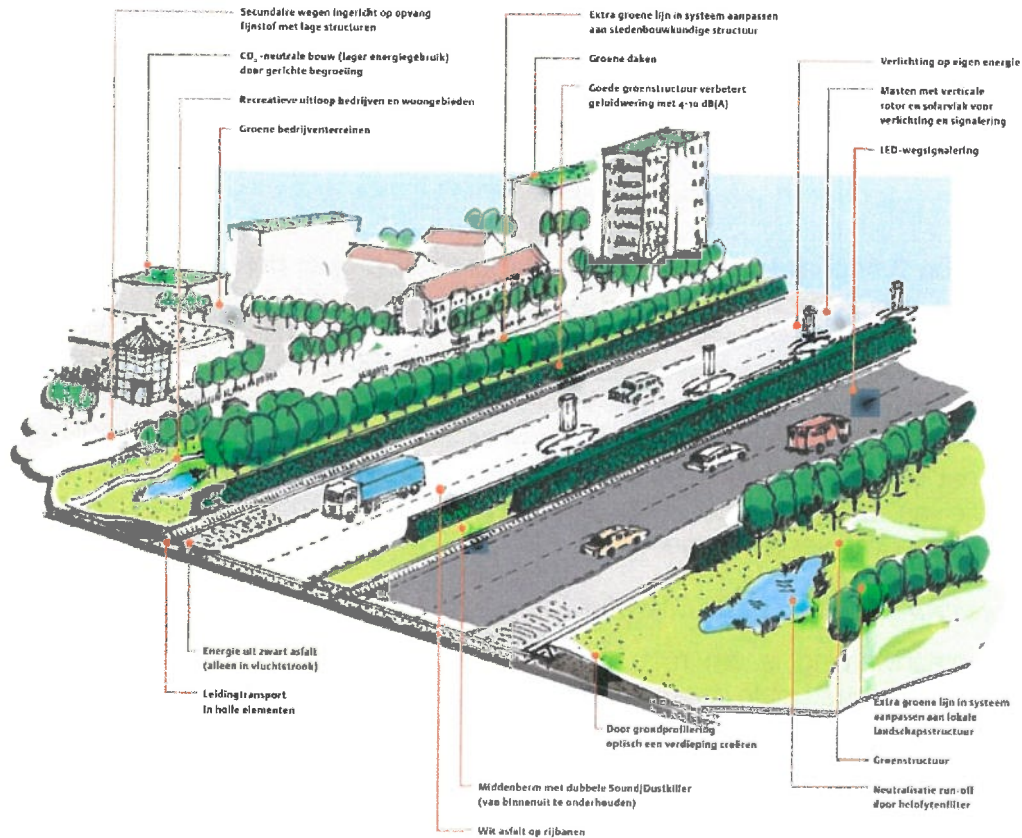 Secundaire wegen ingericht op opvang
fijnstof met lage structuren
CO₂-neutrale bouw (lager energiegebruik)
door gerichte begroeiing
Recreatieve uitloop bedrijven en woongebieden
Groene bedrijventerreinen
Extra groene lijn in systeem aanpassen
aan stedenbouwkundige structuur
Groene daken
Goede groenstructuur verbetert
geluidwering met 4-10 dB(A)
Verlichting op eigen energie
Masten met verticale
rotor en solarvlak voor
verlichting en signalering
LED-wegsignalering
Energie uit zwart asfalt
(alleen in vluchtstrook)
Leidingtransport
in holle elementen
Door grondprofilering
optisch een verdieping creëren
Middenberm met dubbele Sound/Dustkiller
(van binnenuit te onderhouden)
Wit asfalt op rijbanen
Extra groene lijn in systeem
aanpassen aan lokale
landschapsstructuur
Groenstructuur
Neutralisatie run-off
door helofytenfilter